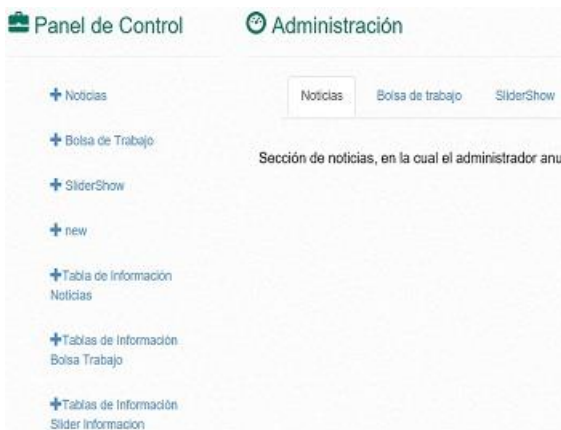 Panel de Control
Administración
Noticias
Bolsa de Trabajo
SliderShow
new
Tabla de Información
Noticias
Tablas de Información
Bolsa Trabajo
Tablas de Información
Slider Informacion
Noticias Bolsa de trabajo SliderShow
Sección de noticias, en la cual el administrador anu